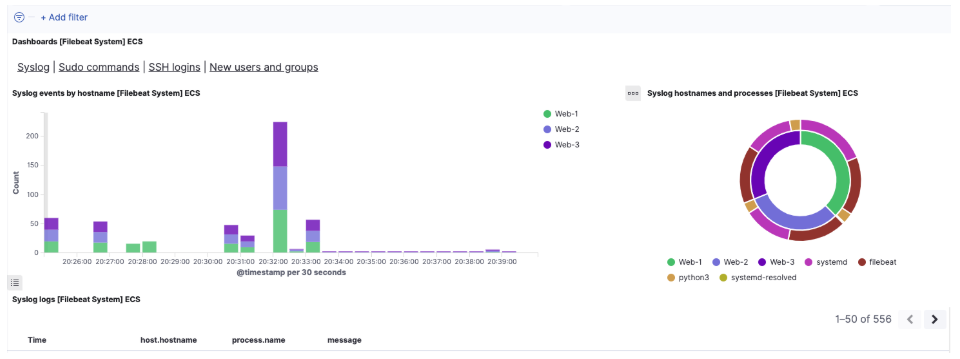 + Add filter
Dashboards [Filebeat System] ECS
Syslog | Sudo commands | SSH logins | New users and groups
Syslog events by hostname [Filebeat System] ECS
200
150
100
50
0
Count
20:26:00 20:27:00 20:28:00 20:29:00 20:30:00 20:31:00 20:32:00 20:33:00 20:34:00 20:35:00 20:36:00 20:37:00 20:38:00 20:39:00
@timestamp per 30 seconds
Web-1
Web-2
Web-3
Syslog hostnames and processes [Filebeat System] ECS
Web-1 Web-2 Web-3 systemd filebeat
python3 systemd-resolved
Syslog logs [Filebeat System] ECS
1–50 of 556
Time host.hostname process.name message